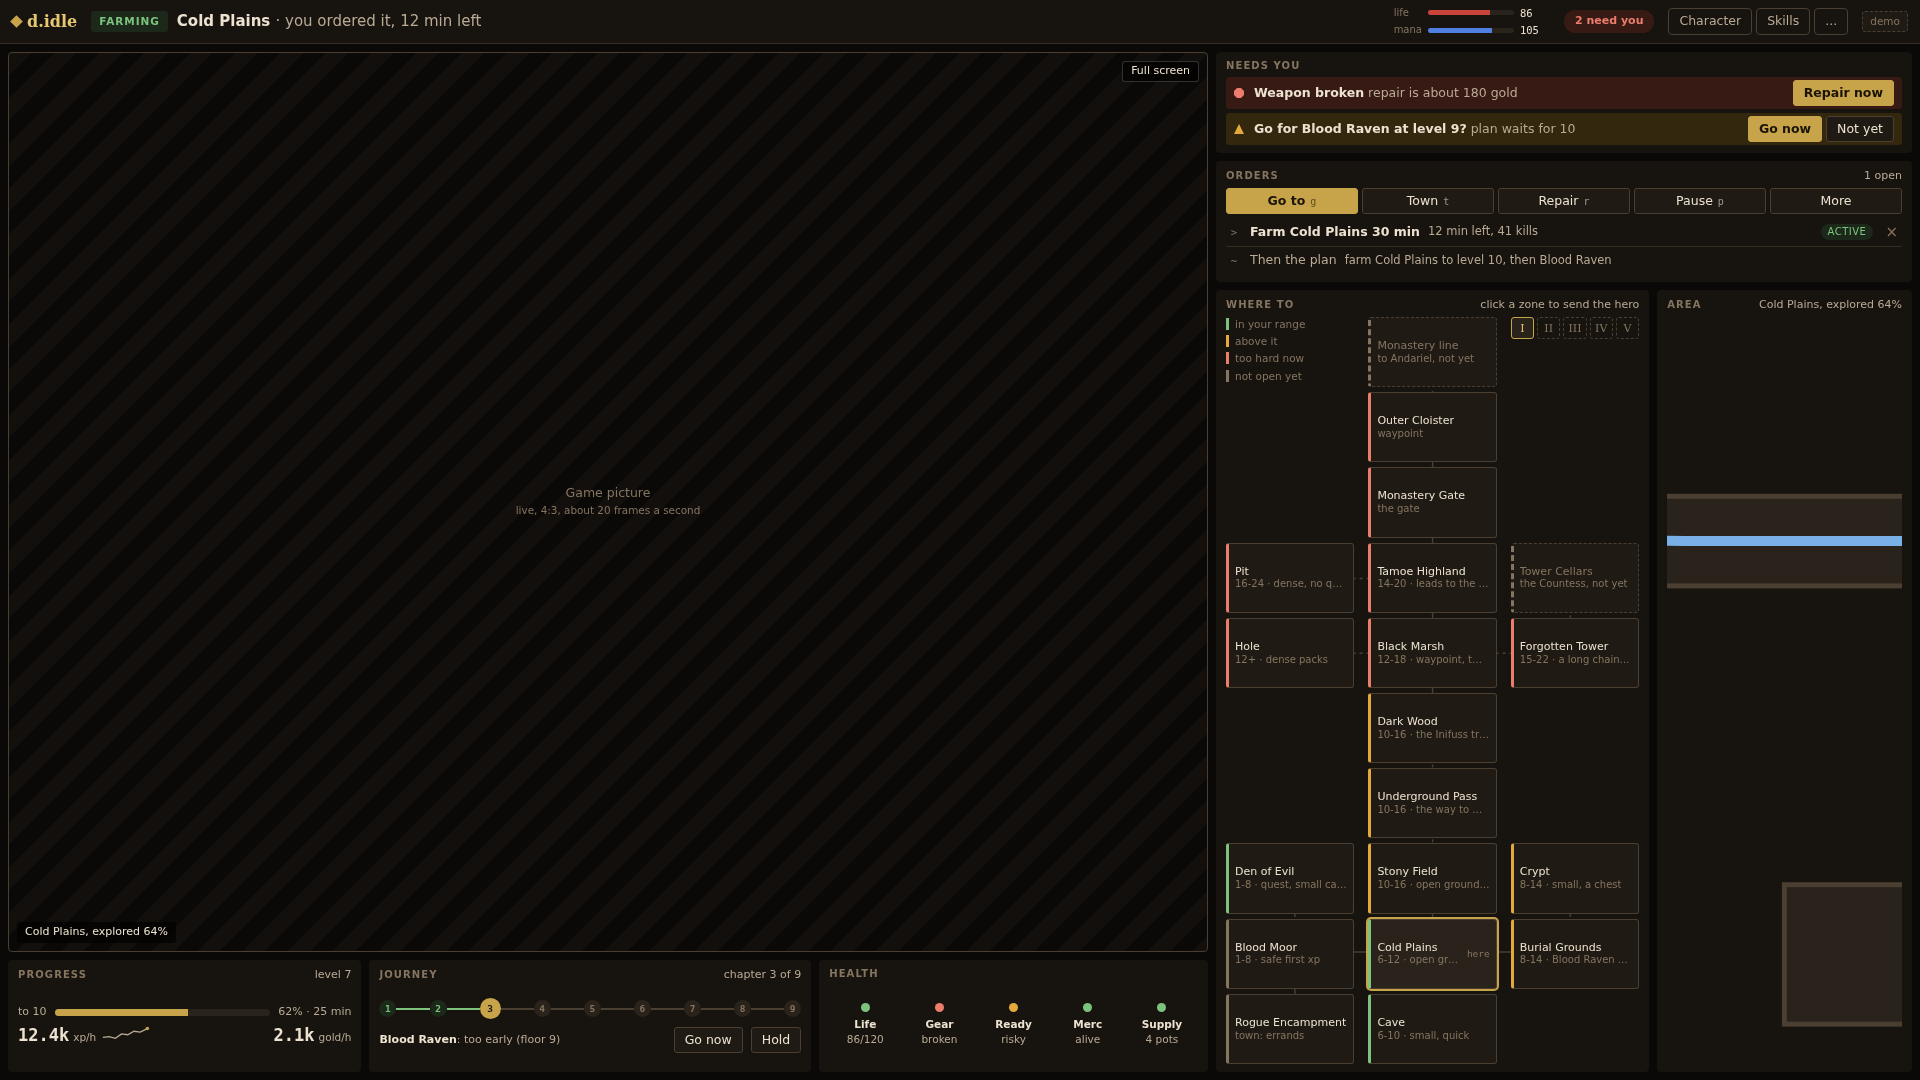 d.idle FARMING Cold Plains · you ordered it, 12 min left
life 86
mana 105
2 need you
Character Skills ... demo
Full screen
Game picture
live, 4:3, about 20 frames a second
Cold Plains, explored 64%
NEEDS YOU
Weapon broken repair is about 180 gold Repair now
Go for Blood Raven at level 9? plan waits for 10 Go now Not yet
ORDERS 1 open
Go to g Town t Repair r Pause p More
> Farm Cold Plains 30 min 12 min left, 41 kills ACTIVE ×
~ Then the plan farm Cold Plains to level 10, then Blood Raven
WHERE TO click a zone to send the hero
in your range
above it
too hard now
not open yet
I II III IV V
Monastery line
to Andariel, not yet
Outer Cloister
waypoint
Monastery Gate
the gate
Pit
16-24 · dense, no q...
Tamoe Highland
14-20 · leads to the ...
Tower Cellars
the Countess, not yet
Hole
12+ · dense packs
Black Marsh
12-18 · waypoint, t...
Forgotten Tower
15-22 · a long chain...
Dark Wood
10-16 · the Inifuss tr...
Underground Pass
10-16 · the way to ...
Den of Evil
1-8 · quest, small ca...
Stony Field
10-16 · open ground...
Crypt
8-14 · small, a chest
Blood Moor
1-8 · safe first xp
Cold Plains
6-12 · open gr... here
Burial Grounds
8-14 · Blood Raven ...
Rogue Encampment
town: errands
Cave
6-10 · small, quick
AREA Cold Plains, explored 64%
PROGRESS level 7
to 10 62% · 25 min
12.4k xp/h 2.1k gold/h
JOURNEY chapter 3 of 9
1 2 3 4 5 6 7 8 9
Blood Raven: too early (floor 9) Go now Hold
HEALTH
Life Gear Ready Merc Supply
86/120 broken risky alive 4 pots